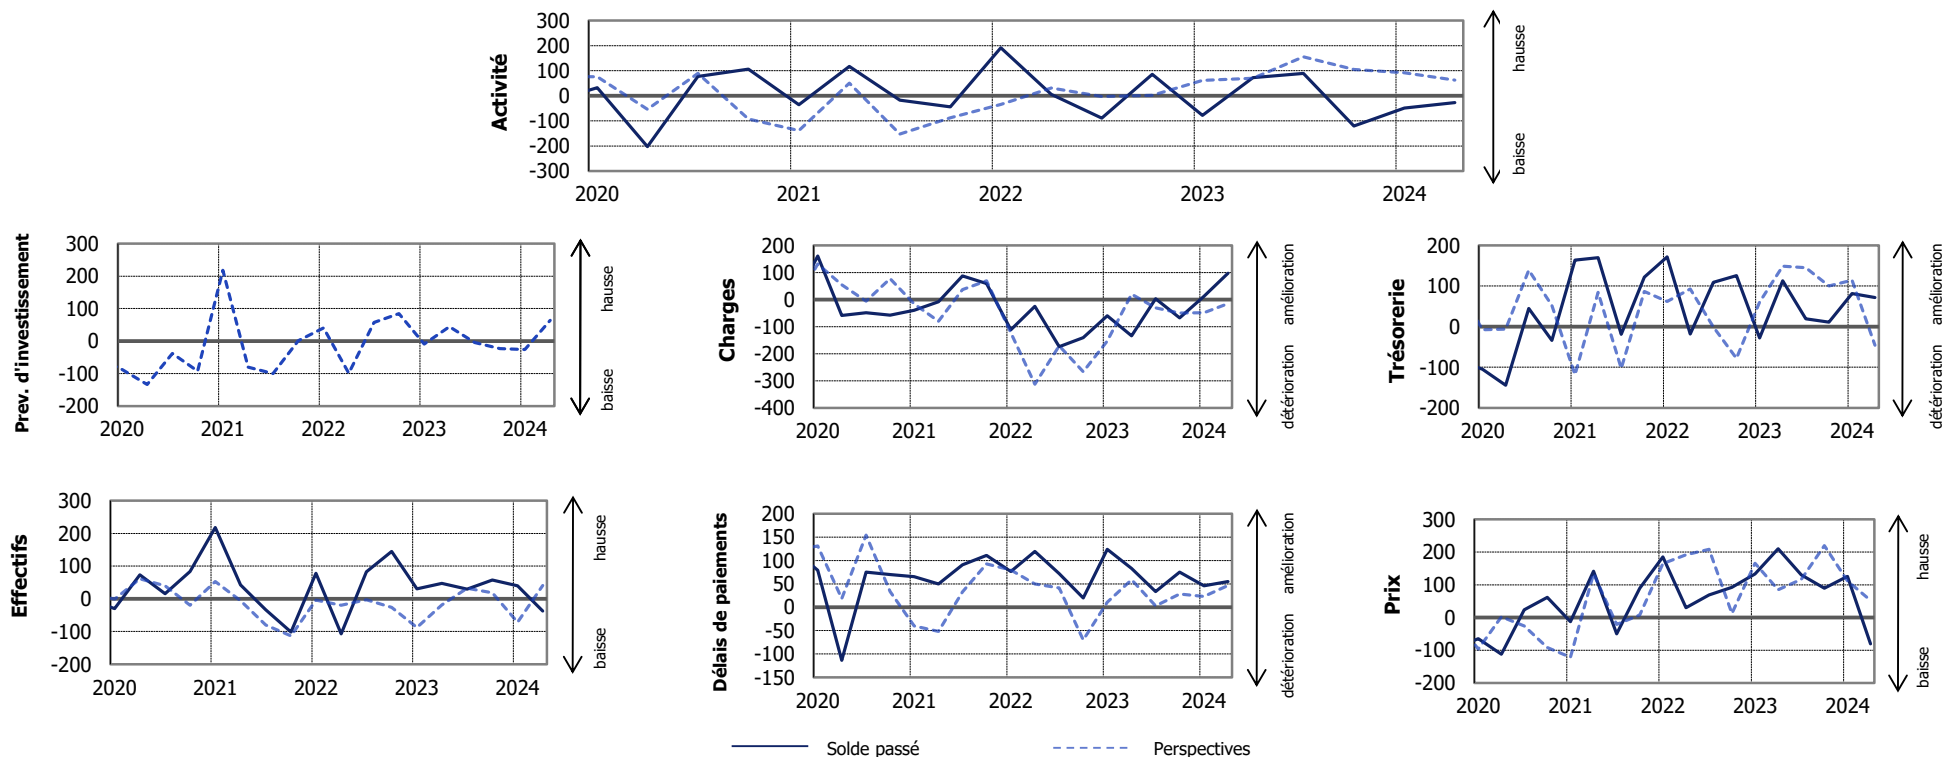 Activité
300
200
100
0
-100
-200
-300
2020 2021 2022 2023 2024
hausse
baisse
Prev. d'investissement
300
200
100
0
-100
-200
2020 2021 2022 2023 2024
hausse
baisse
Charges
200
100
0
-100
-200
-300
-400
2020 2021 2022 2023 2024
amélioration
détérioration
Trésorerie
200
100
0
-100
-200
2020 2021 2022 2023 2024
amélioration
détérioration
Effectifs
300
200
100
0
-100
-200
2020 2021 2022 2023 2024
hausse
baisse
Délais de paiements
200
150
100
50
0
-50
-100
-150
2020 2021 2022 2023 2024
amélioration
détérioration
Prix
300
200
100
0
-100
-200
2020 2021 2022 2023 2024
hausse
baisse
Solde passé Perspectives